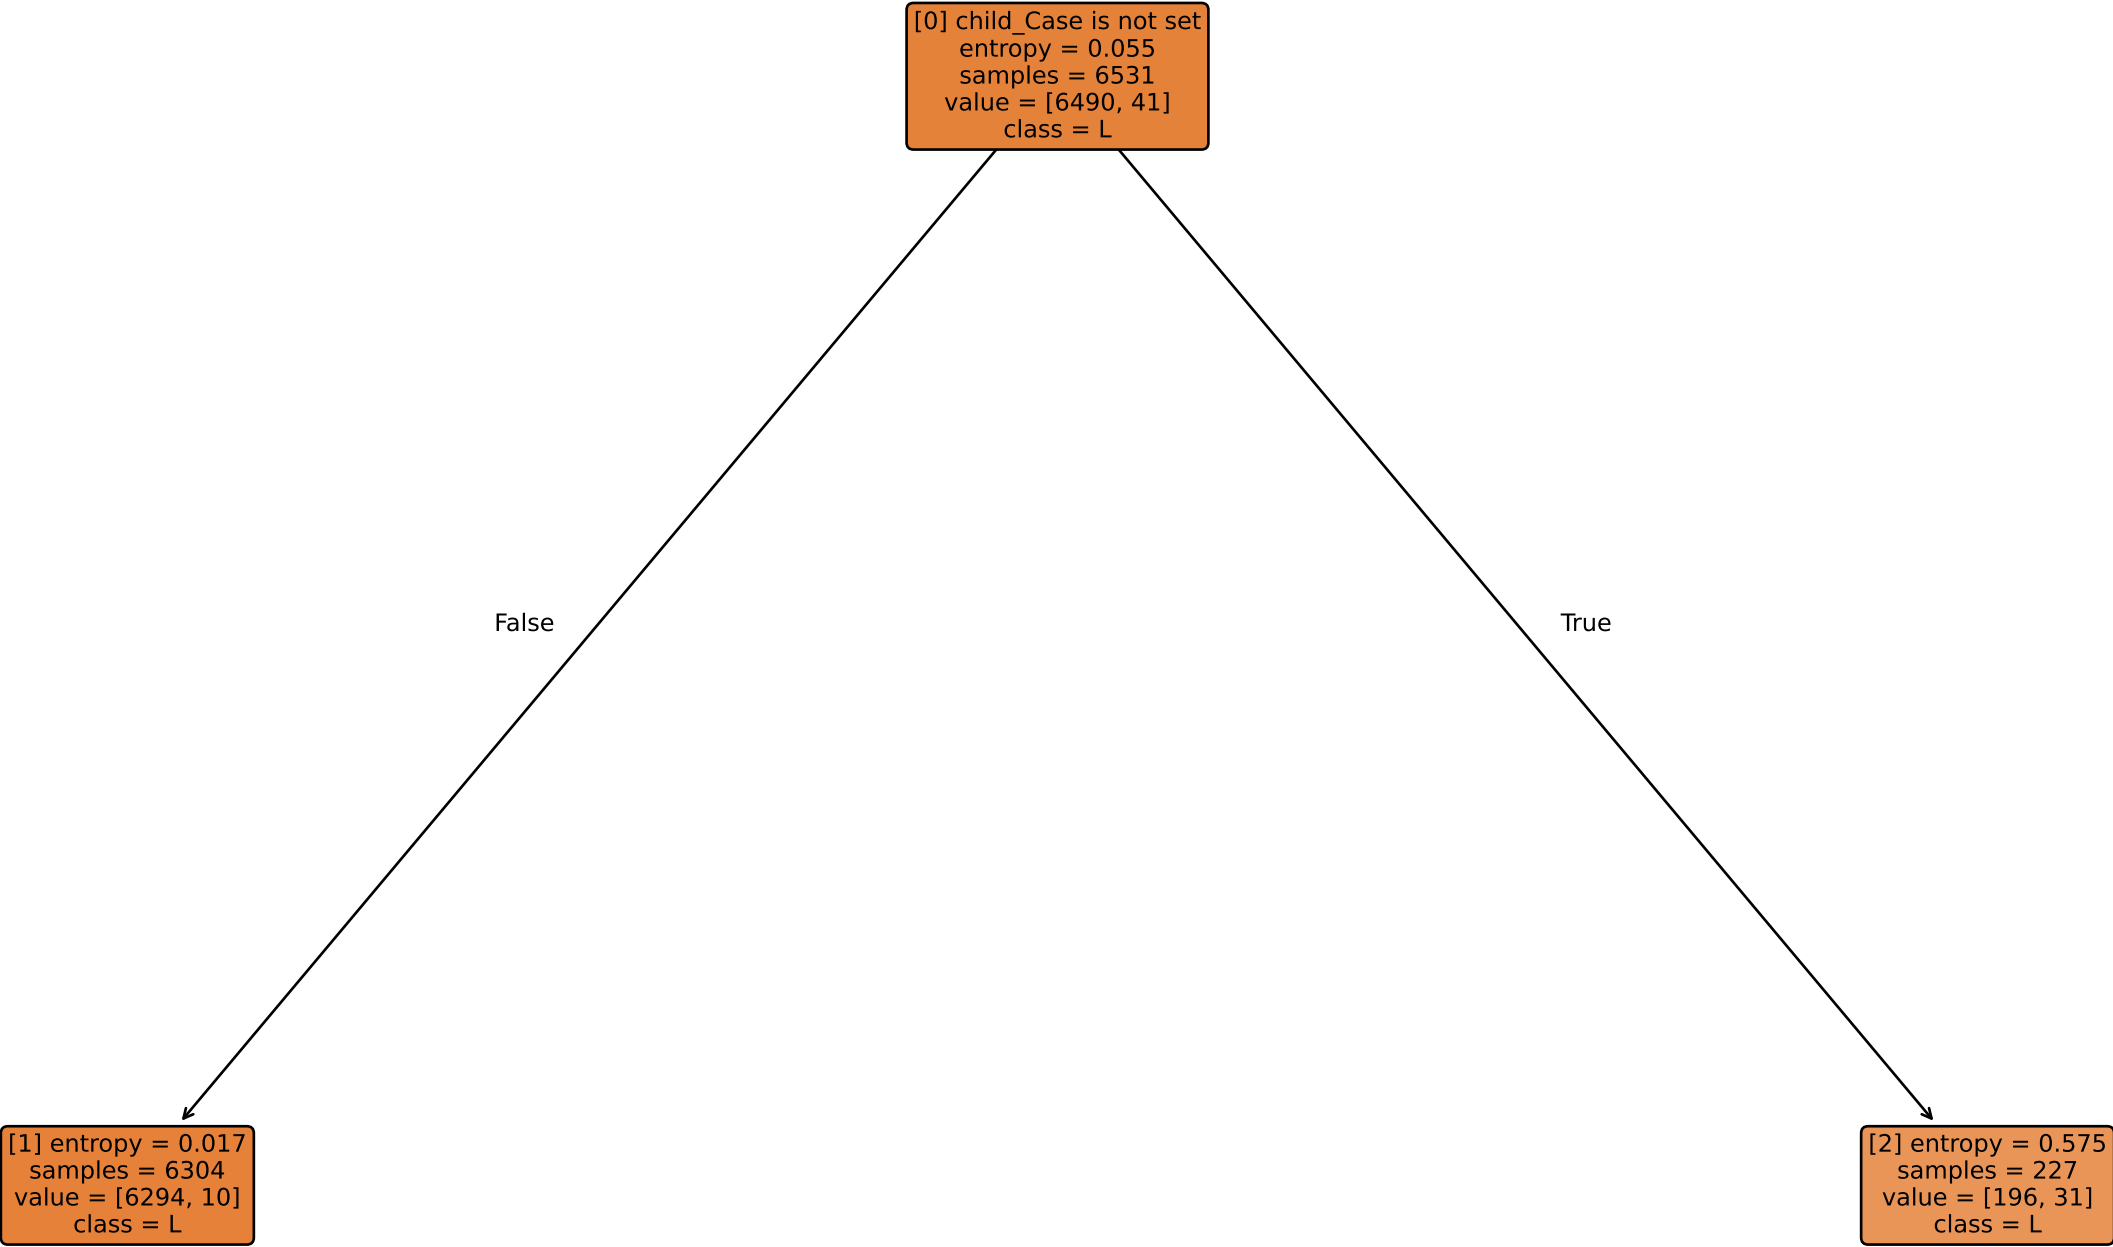 [0] child_Case is not set
entropy = 0.055
samples = 6531
value = [6490, 41]
class = L
False
True
[1] entropy = 0.017
samples = 6304
value = [6294, 10]
class = L
[2] entropy = 0.575
samples = 227
value = [196, 31]
class = L